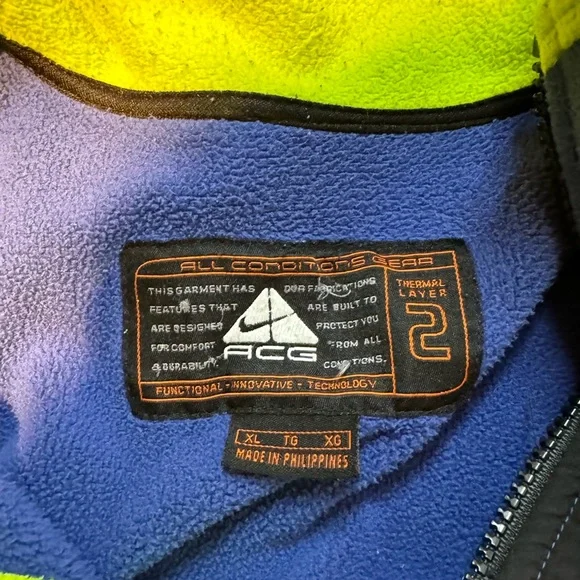 ALL CONDITIONS GEAR
THIS GARMENT HAS
FEATURES THAT
ARE DESIGNED
FOR COMFORT
& DURABILITY.
ACG
OUR FABRICATIONS
ARE BUILT TO
PROTECT YOU
FROM ALL
CONDITIONS.
THERMAL
LAYER
2
FUNCTIONAL - INNOVATIVE - TECHNOLOGY
XL TG XG
MADE IN PHILIPPINES